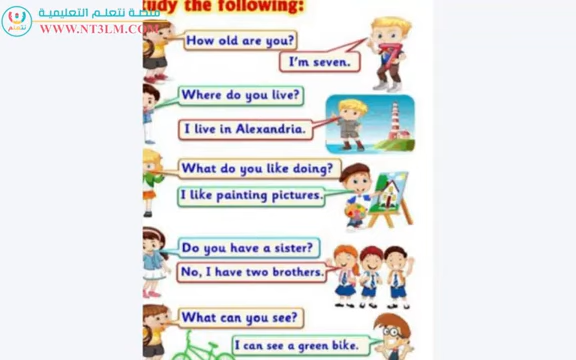 منصة نتعلم التعليمية
WWW.NT3LM.COM
udy the following:
How old are you?
I'm seven.
Where do you live?
I live in Alexandria.
What do you like doing?
I like painting pictures.
Do you have a sister?
No, I have two brothers.
What can you see?
I can see a green bike.